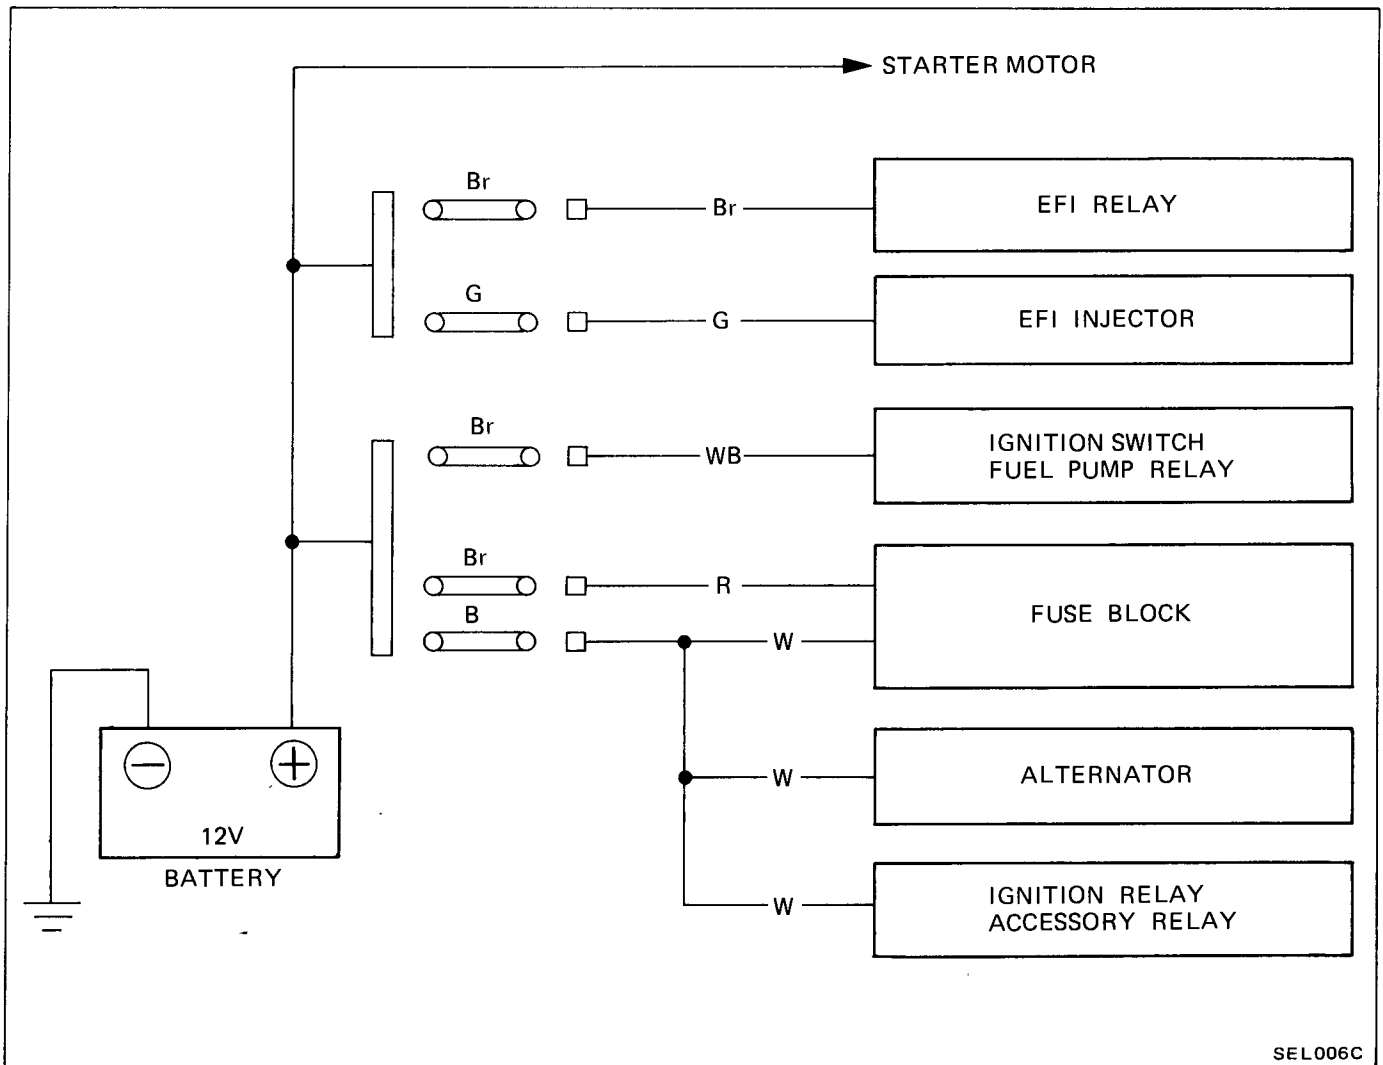 STARTER MOTOR
Br
Br
EFI RELAY
G
G
EFI INJECTOR
Br
WB
IGNITION SWITCH
FUEL PUMP RELAY
Br
R
FUSE BLOCK
B
W
12V
BATTERY
W
ALTERNATOR
W
IGNITION RELAY
ACCESSORY RELAY
SEL006C